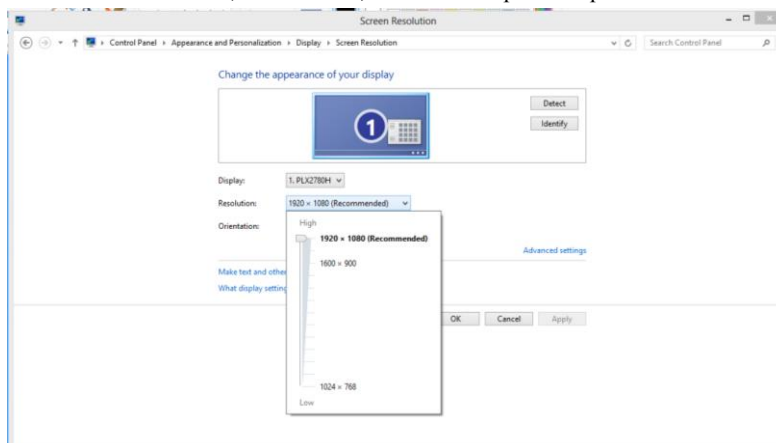 Screen Resolution
Control Panel ▸ Appearance and Personalization ▸ Display ▸ Screen Resolution
Search Control Panel
Change the appearance of your display
1
Detect
Identify
Display: 1. PLX2780H
Resolution: 1920 × 1080 (Recommended)
Orientation:
High
1920 × 1080 (Recommended)
1600 × 900
1024 × 768
Low
Advanced settings
Make text and other
What display setting
OK Cancel Apply